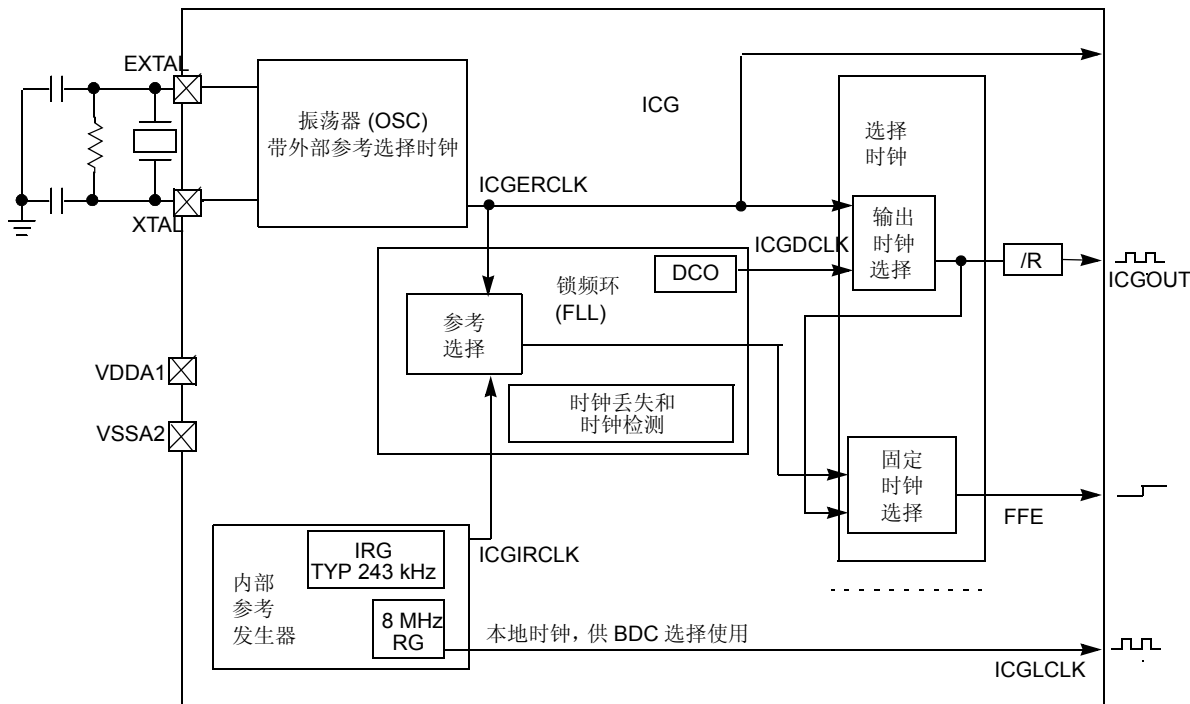 EXTAL
振荡器 (OSC)
带外部参考选择时钟
ICG
选择
时钟
XTAL
ICGERCLK
输出
时钟
选择
ICGDCLK
DCO
/R
ICGOUT
锁频环
(FLL)
参考
选择
VDDA1
时钟丢失和
时钟检测
VSSA2
固定
时钟
选择
FFE
IRG
TYP 243 kHz
ICGIRCLK
内部
参考
发生器
8 MHz
RG
本地时钟，供 BDC 选择使用
ICGLCLK